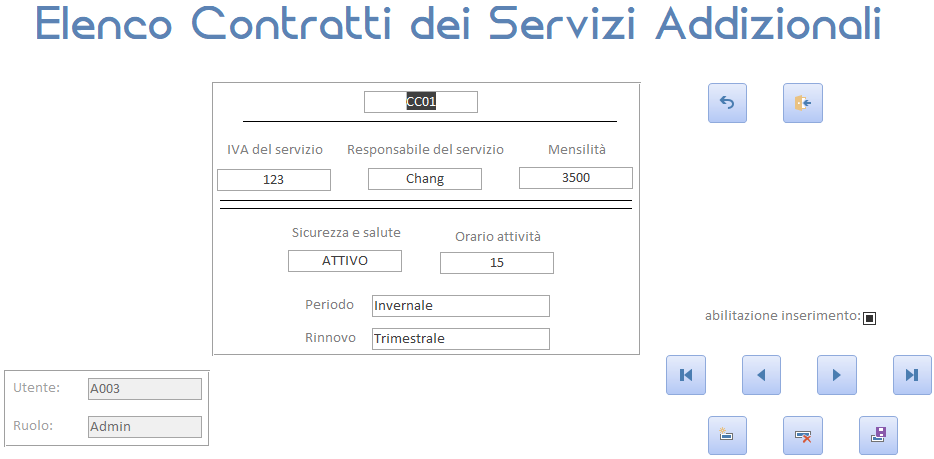 Elenco Contratti dei Servizi Addizionali
CC01
IVA del servizio Responsabile del servizio Mensilità
123 Chang 3500
Sicurezza e salute Orario attività
ATTIVO 15
Periodo Invernale
abilitazione inserimento:
Rinnovo Trimestrale
Utente: A003
Ruolo: Admin